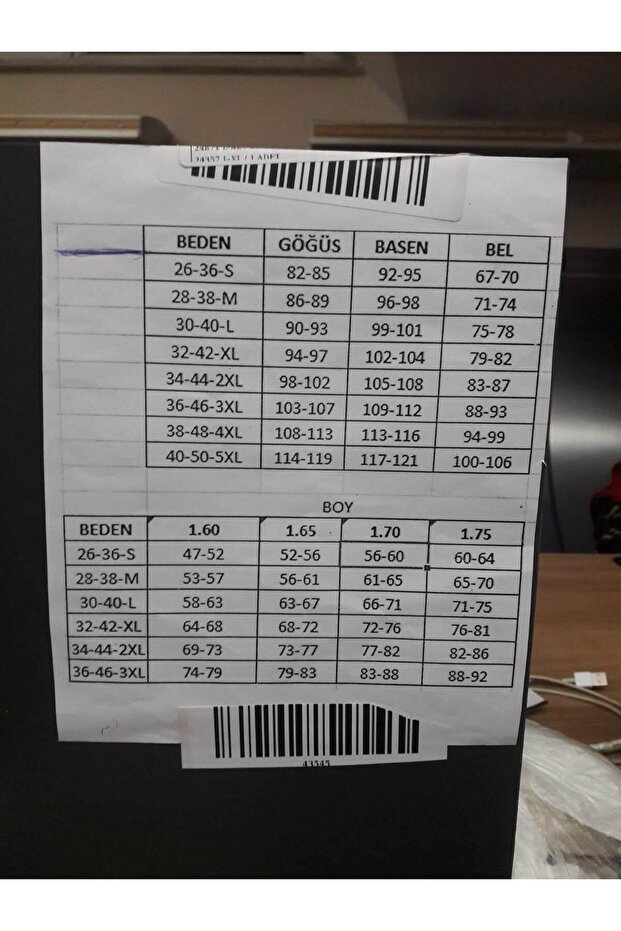 24357 L-XL / 1 ADET
BEDEN GÖĞÜS BASEN BEL
26-36-S 82-85 92-95 67-70
28-38-M 86-89 96-98 71-74
30-40-L 90-93 99-101 75-78
32-42-XL 94-97 102-104 79-82
34-44-2XL 98-102 105-108 83-87
36-46-3XL 103-107 109-112 88-93
38-48-4XL 108-113 113-116 94-99
40-50-5XL 114-119 117-121 100-106
BOY
BEDEN 1.60 1.65 1.70 1.75
26-36-S 47-52 52-56 56-60 60-64
28-38-M 53-57 56-61 61-65 65-70
30-40-L 58-63 63-67 66-71 71-75
32-42-XL 64-68 68-72 72-76 76-81
34-44-2XL 69-73 73-77 77-82 82-86
36-46-3XL 74-79 79-83 83-88 88-92
43545